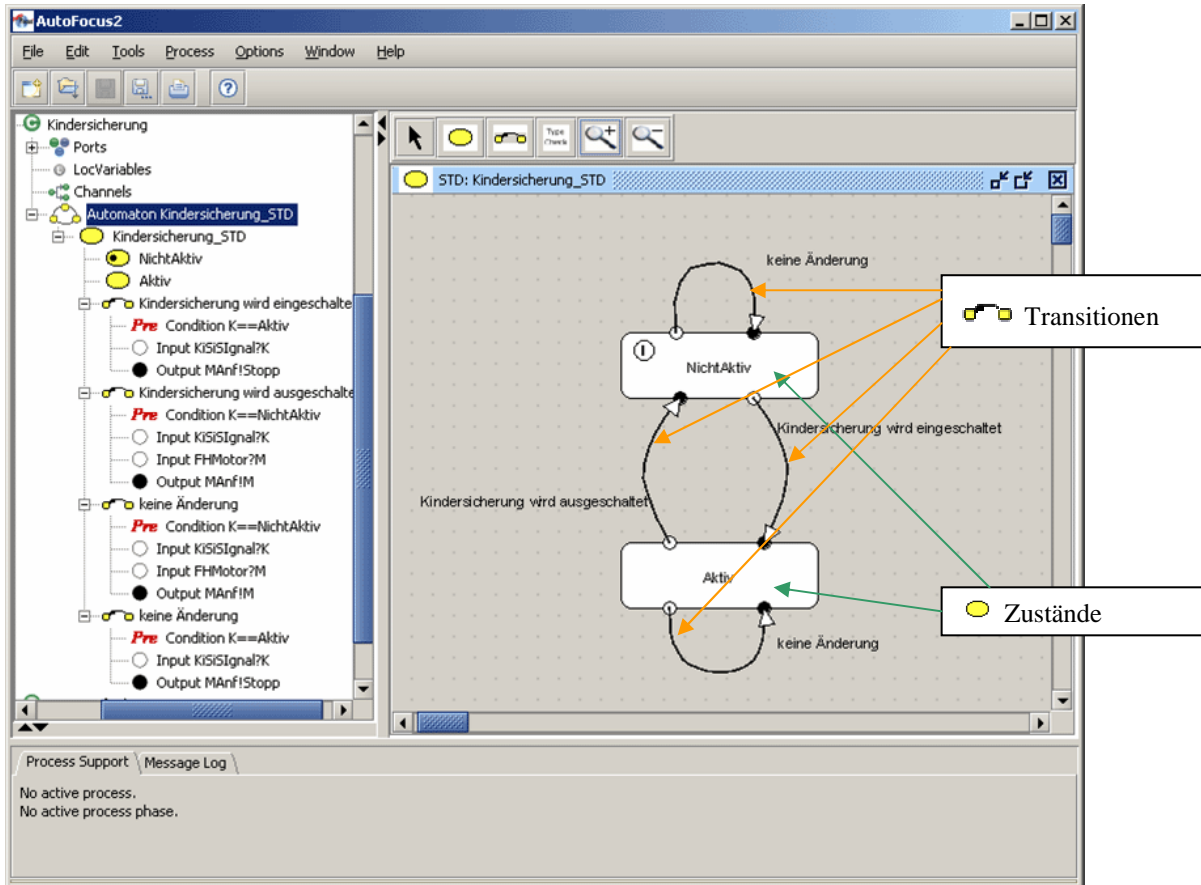 AutoFocus2
File Edit Tools Process Options Window Help
Kindersicherung
Ports
LocVariables
Channels
Automaton Kindersicherung_STD
Kindersicherung_STD
NichtAktiv
Aktiv
Kindersicherung wird eingeschalte
Pre Condition K==Aktiv
Input KiSiSIgnal?K
Output MAnf!Stopp
Kindersicherung wird ausgeschalte
Pre Condition K==NichtAktiv
Input KiSiSIgnal?K
Input FHMotor?M
Output MAnf!M
keine Änderung
Pre Condition K==NichtAktiv
Input KiSiSIgnal?K
Input FHMotor?M
Output MAnf!M
keine Änderung
Pre Condition K==Aktiv
Input KiSiSIgnal?K
Output MAnf!Stopp
Type
Check
STD: Kindersicherung_STD
keine Änderung
I
NichtAktiv
Kindersicherung wird eingeschaltet
Kindersicherung wird ausgeschaltet
Aktiv
keine Änderung
Transitionen
Zustände
Process Support Message Log
No active process.
No active process phase.